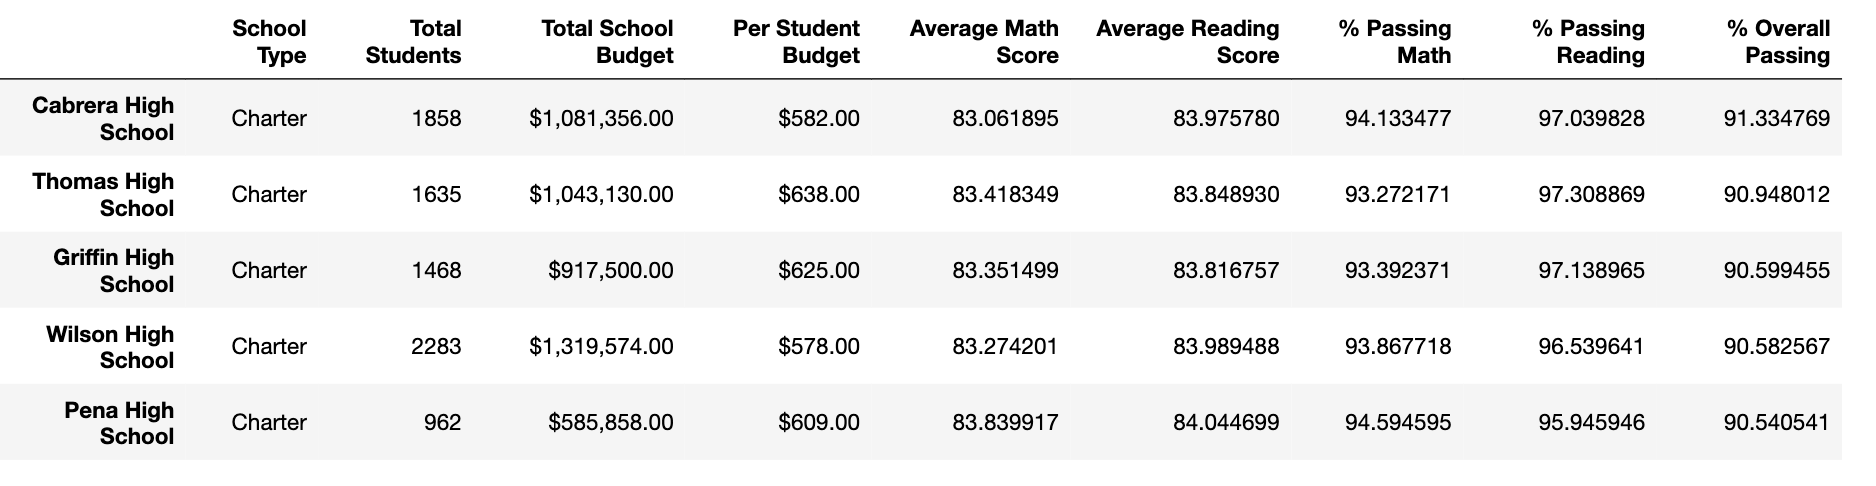 School Type Total Students Total School Budget Per Student Budget Average Math Score Average Reading Score % Passing Math % Passing Reading % Overall Passing
Cabrera High School Charter 1858 $1,081,356.00 $582.00 83.061895 83.975780 94.133477 97.039828 91.334769
Thomas High School Charter 1635 $1,043,130.00 $638.00 83.418349 83.848930 93.272171 97.308869 90.948012
Griffin High School Charter 1468 $917,500.00 $625.00 83.351499 83.816757 93.392371 97.138965 90.599455
Wilson High School Charter 2283 $1,319,574.00 $578.00 83.274201 83.989488 93.867718 96.539641 90.582567
Pena High School Charter 962 $585,858.00 $609.00 83.839917 84.044699 94.594595 95.945946 90.540541